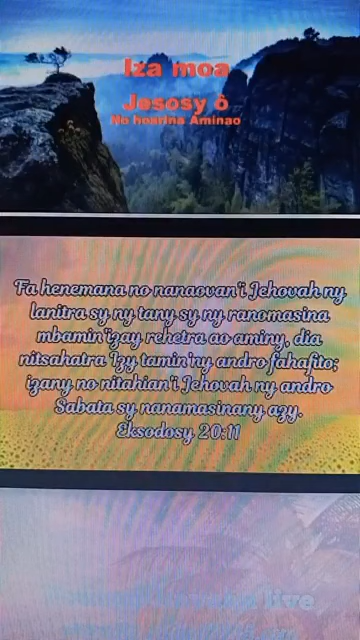 Iza moa
Jesosy ô
No hoarina Aminao
Fa henemana no nanaovan'i Jehovah ny
lanitra sy ny tany sy ny ranomasina
mbamin'izay rehetra ao aminy, dia
nitsahatra Izy tamin'ny andro fahafito;
izany no nitahian'i Jehovah ny andro
Sabata sy nanamasinany azy.
Eksodosy 20:11
live